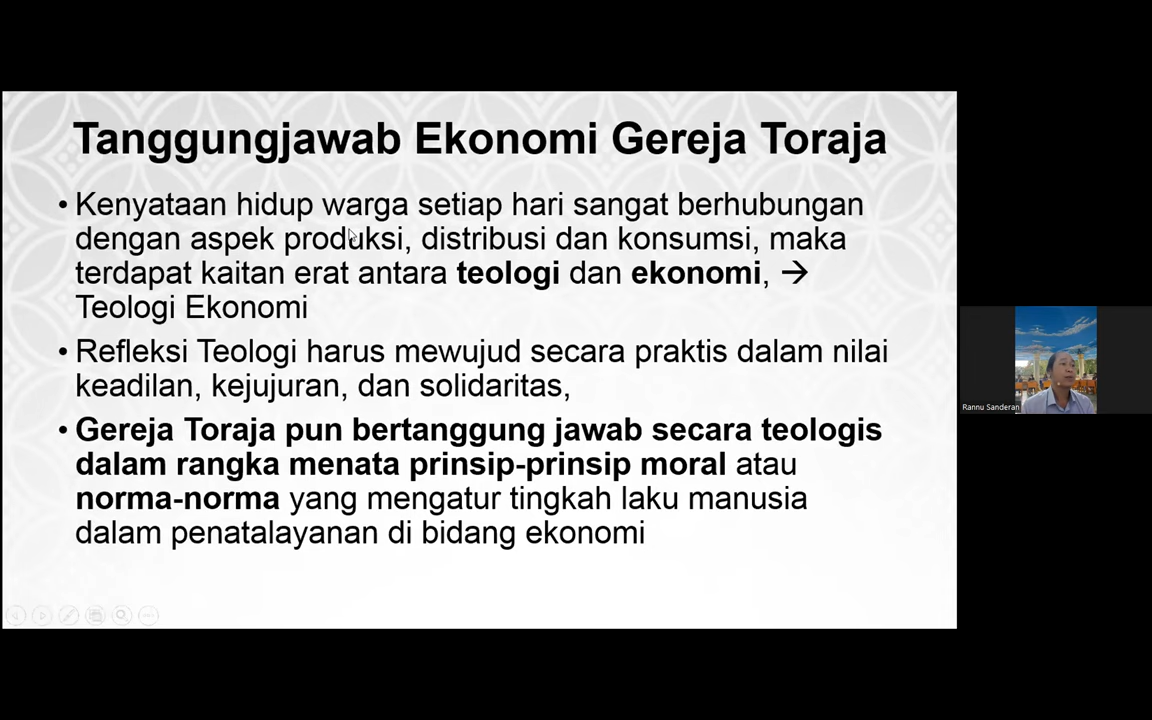 Tanggungjawab Ekonomi Gereja Toraja
• Kenyataan hidup warga setiap hari sangat berhubungan
dengan aspek produksi, distribusi dan konsumsi, maka
terdapat kaitan erat antara teologi dan ekonomi, →
Teologi Ekonomi
• Refleksi Teologi harus mewujud secara praktis dalam nilai
keadilan, kejujuran, dan solidaritas,
• Gereja Toraja pun bertanggung jawab secara teologis
dalam rangka menata prinsip-prinsip moral atau
norma-norma yang mengatur tingkah laku manusia
dalam penatalayanan di bidang ekonomi
Rannu Sanderan